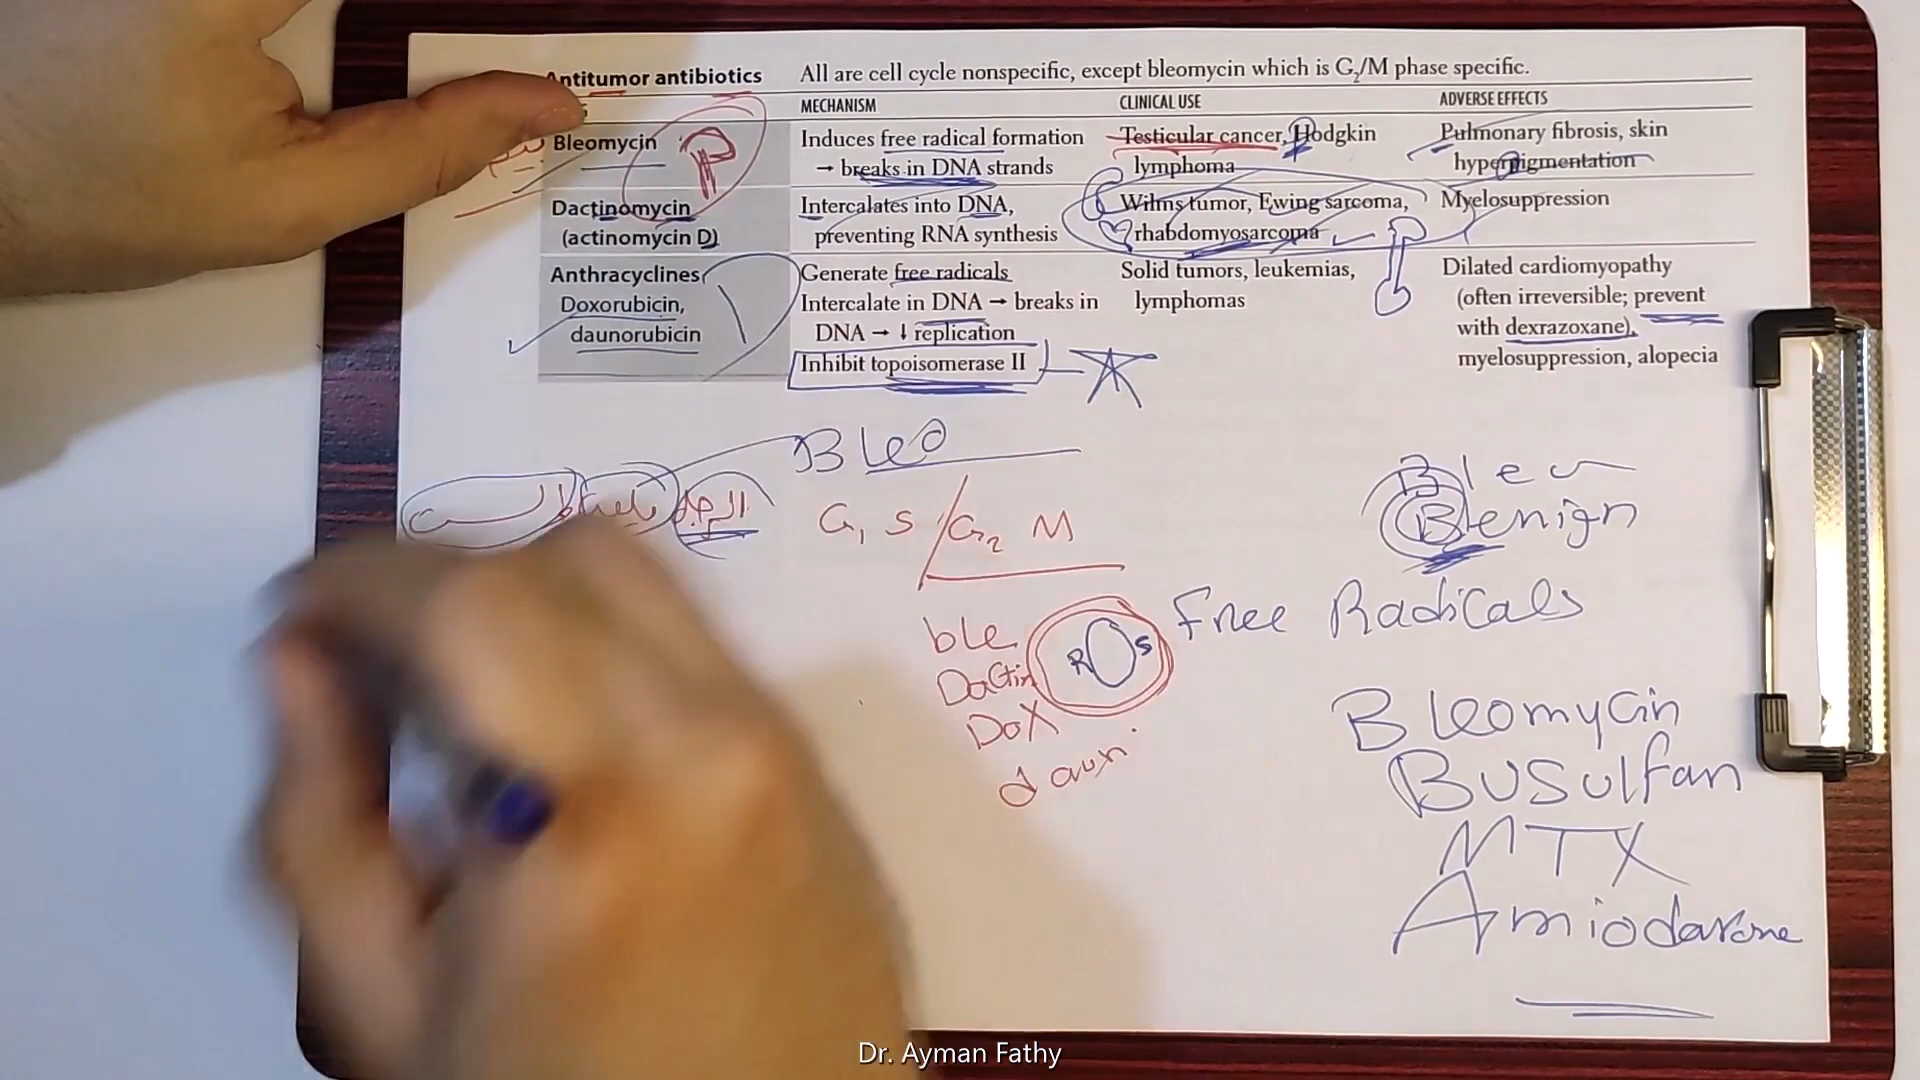 Antitumor antibiotics All are cell cycle nonspecific, except bleomycin which is G2/M phase specific.
MECHANISM CLINICAL USE ADVERSE EFFECTS
Bleomycin
Induces free radical formation
→ breaks in DNA strands
Testicular cancer, Hodgkin
lymphoma
Pulmonary fibrosis, skin
hyperpigmentation
Dactinomycin
(actinomycin D)
Intercalates into DNA,
preventing RNA synthesis
Wilms tumor, Ewing sarcoma,
rhabdomyosarcoma
Myelosuppression
Anthracyclines
Doxorubicin,
daunorubicin
Generate free radicals
Intercalate in DNA → breaks in
DNA → ↓ replication
Inhibit topoisomerase II
Solid tumors, leukemias,
lymphomas
Dilated cardiomyopathy
(often irreversible; prevent
with dexrazoxane),
myelosuppression, alopecia
Bleo
G1 S / G2 M
ble
Dactin
Dox
daun
ROS
Free Radicals
Bleo
Benign
Bleomycin
Busulfan
MTX
Amiodarone
Dr. Ayman Fathy